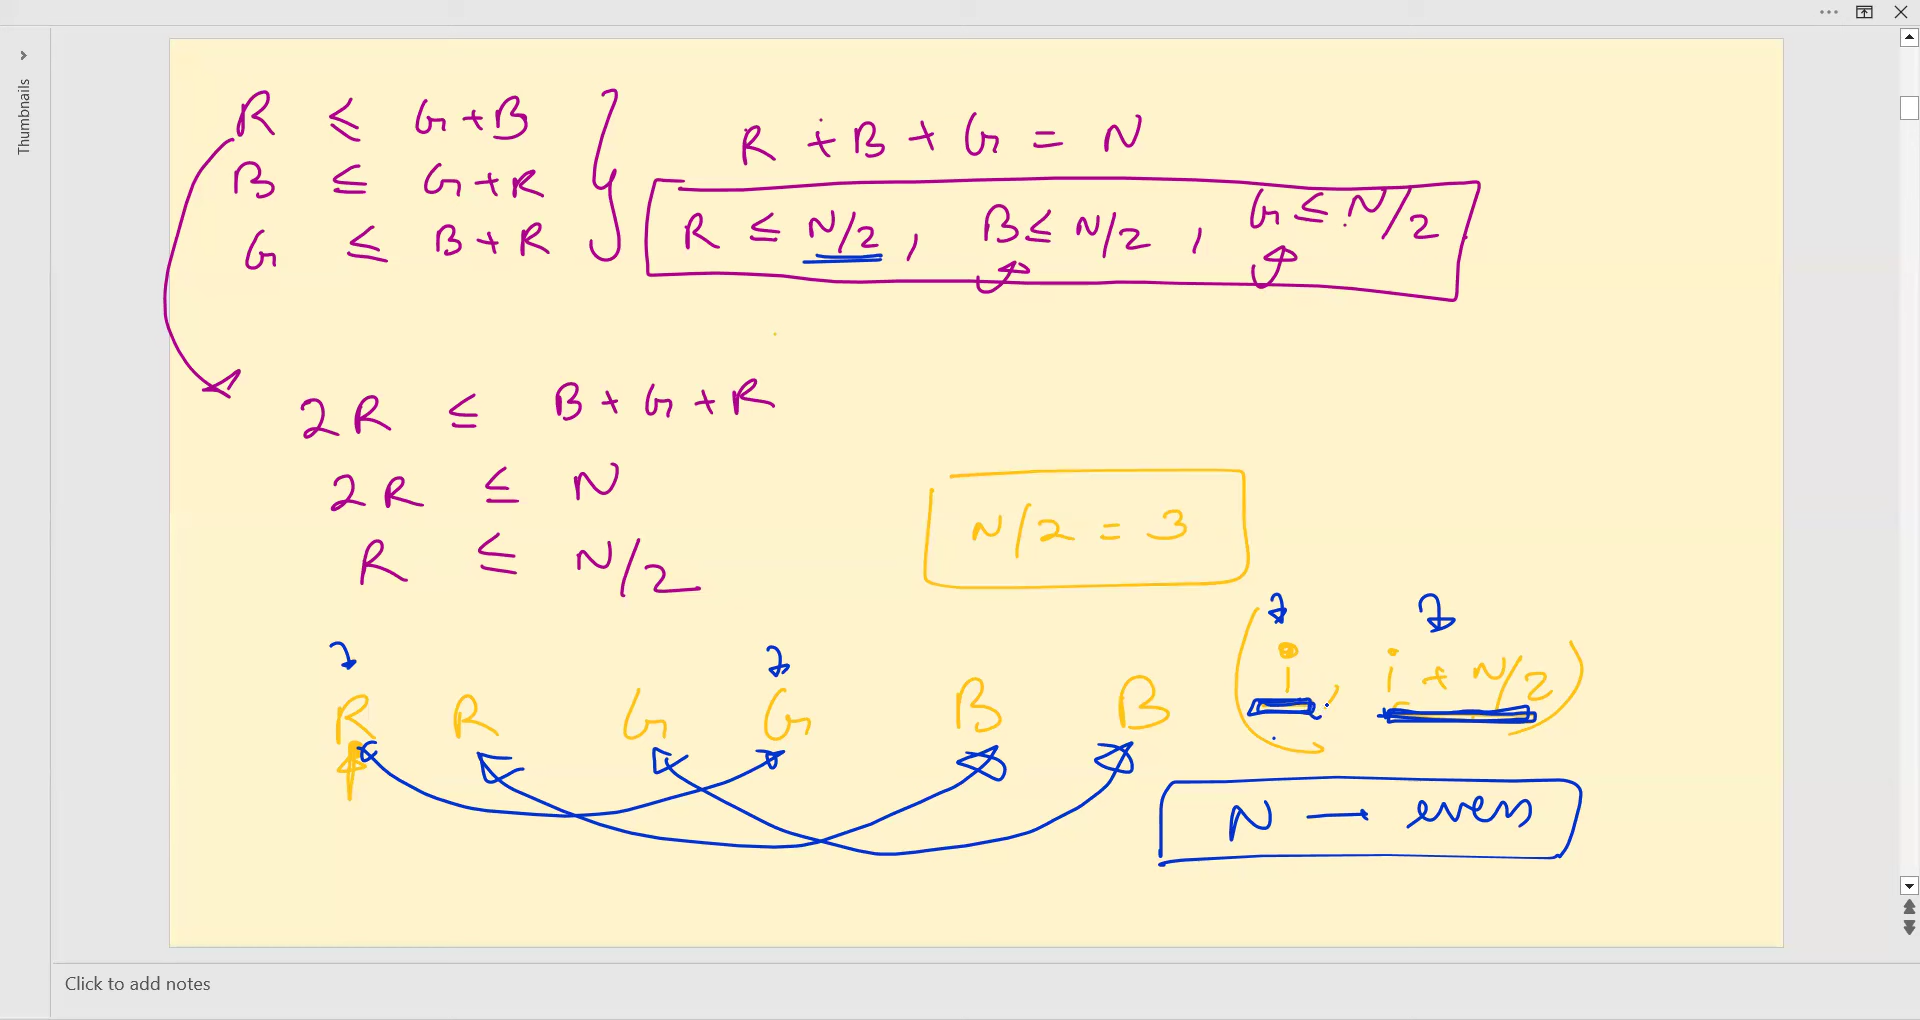 Thumbnails
R ≤ G+B
B ≤ G+R
G ≤ B+R
R + B + G = N
R ≤ N/2 , B ≤ N/2 , G ≤ N/2
2R ≤ B+G+R
2R ≤ N
R ≤ N/2
N/2 = 3
R R G G B B
(i , i + N/2)
N → even
Click to add notes